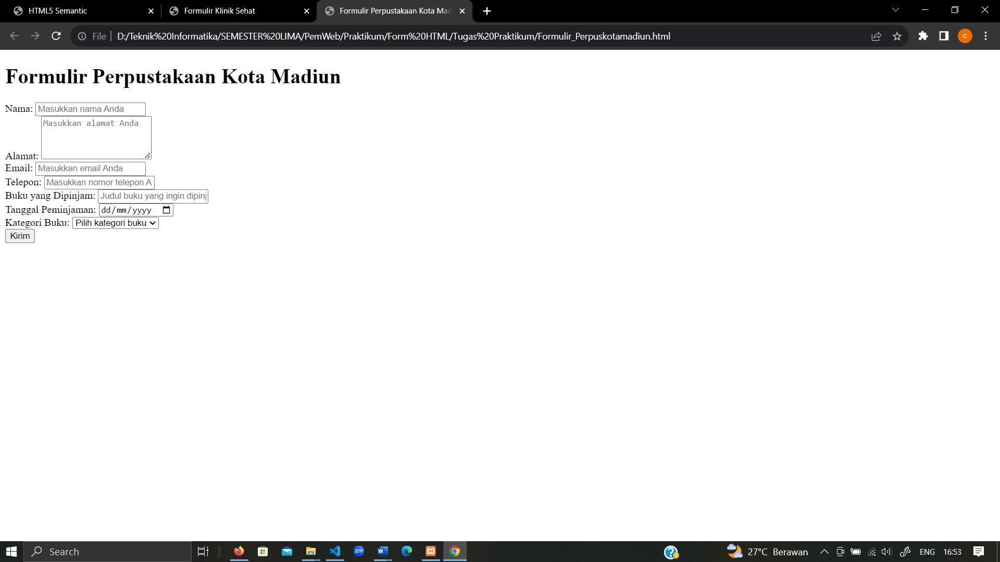 HTML5 Semantic
Formulir Klinik Sehat
Formulir Perpustakaan Kota Mad
File
D:/Teknik%20Informatika/SEMESTER%20LIMA/PemWeb/Praktikum/Form%20HTML/Tugas%20Praktikum/Formulir_Perpuskotamadiun.html
c
Formulir Perpustakaan Kota Madiun
Nama: Masukkan nama Anda
Masukkan alamat Anda
Alamat:
Email: Masukkan email Anda
Telepon: Masukkan nomor telepon A
Buku yang Dipinjam: Judul buku yang ingin dipinj
Tanggal Peminjaman: dd/mm/yyyy
Kategori Buku: Pilih kategori buku
Kirim
Search
zm
W
27°C Berawan
ENG
16:53